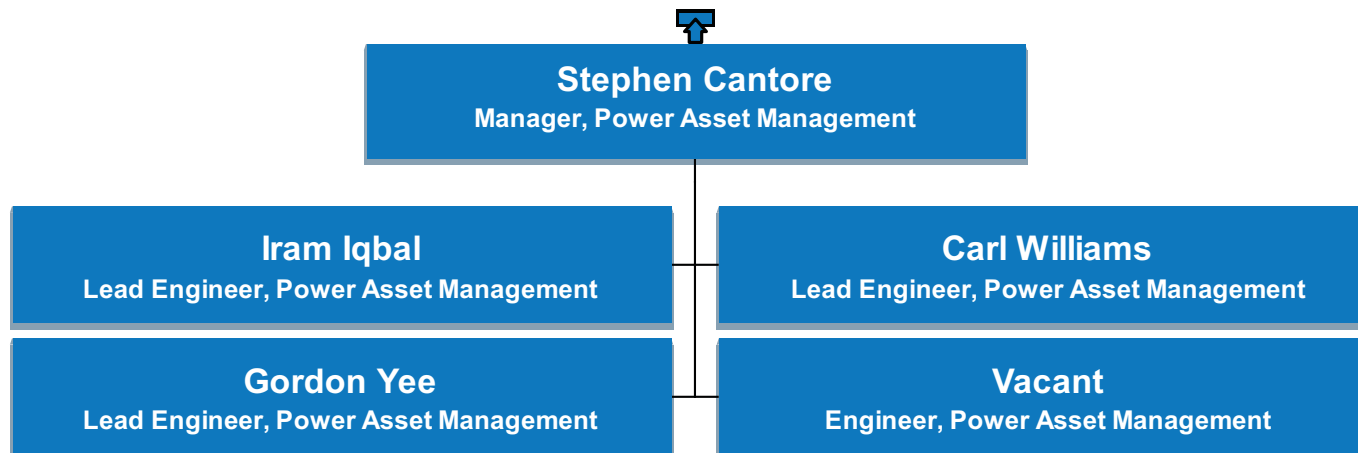 Stephen Cantore
Manager, Power Asset Management
Iram Iqbal
Lead Engineer, Power Asset Management
Carl Williams
Lead Engineer, Power Asset Management
Gordon Yee
Lead Engineer, Power Asset Management
Vacant
Engineer, Power Asset Management